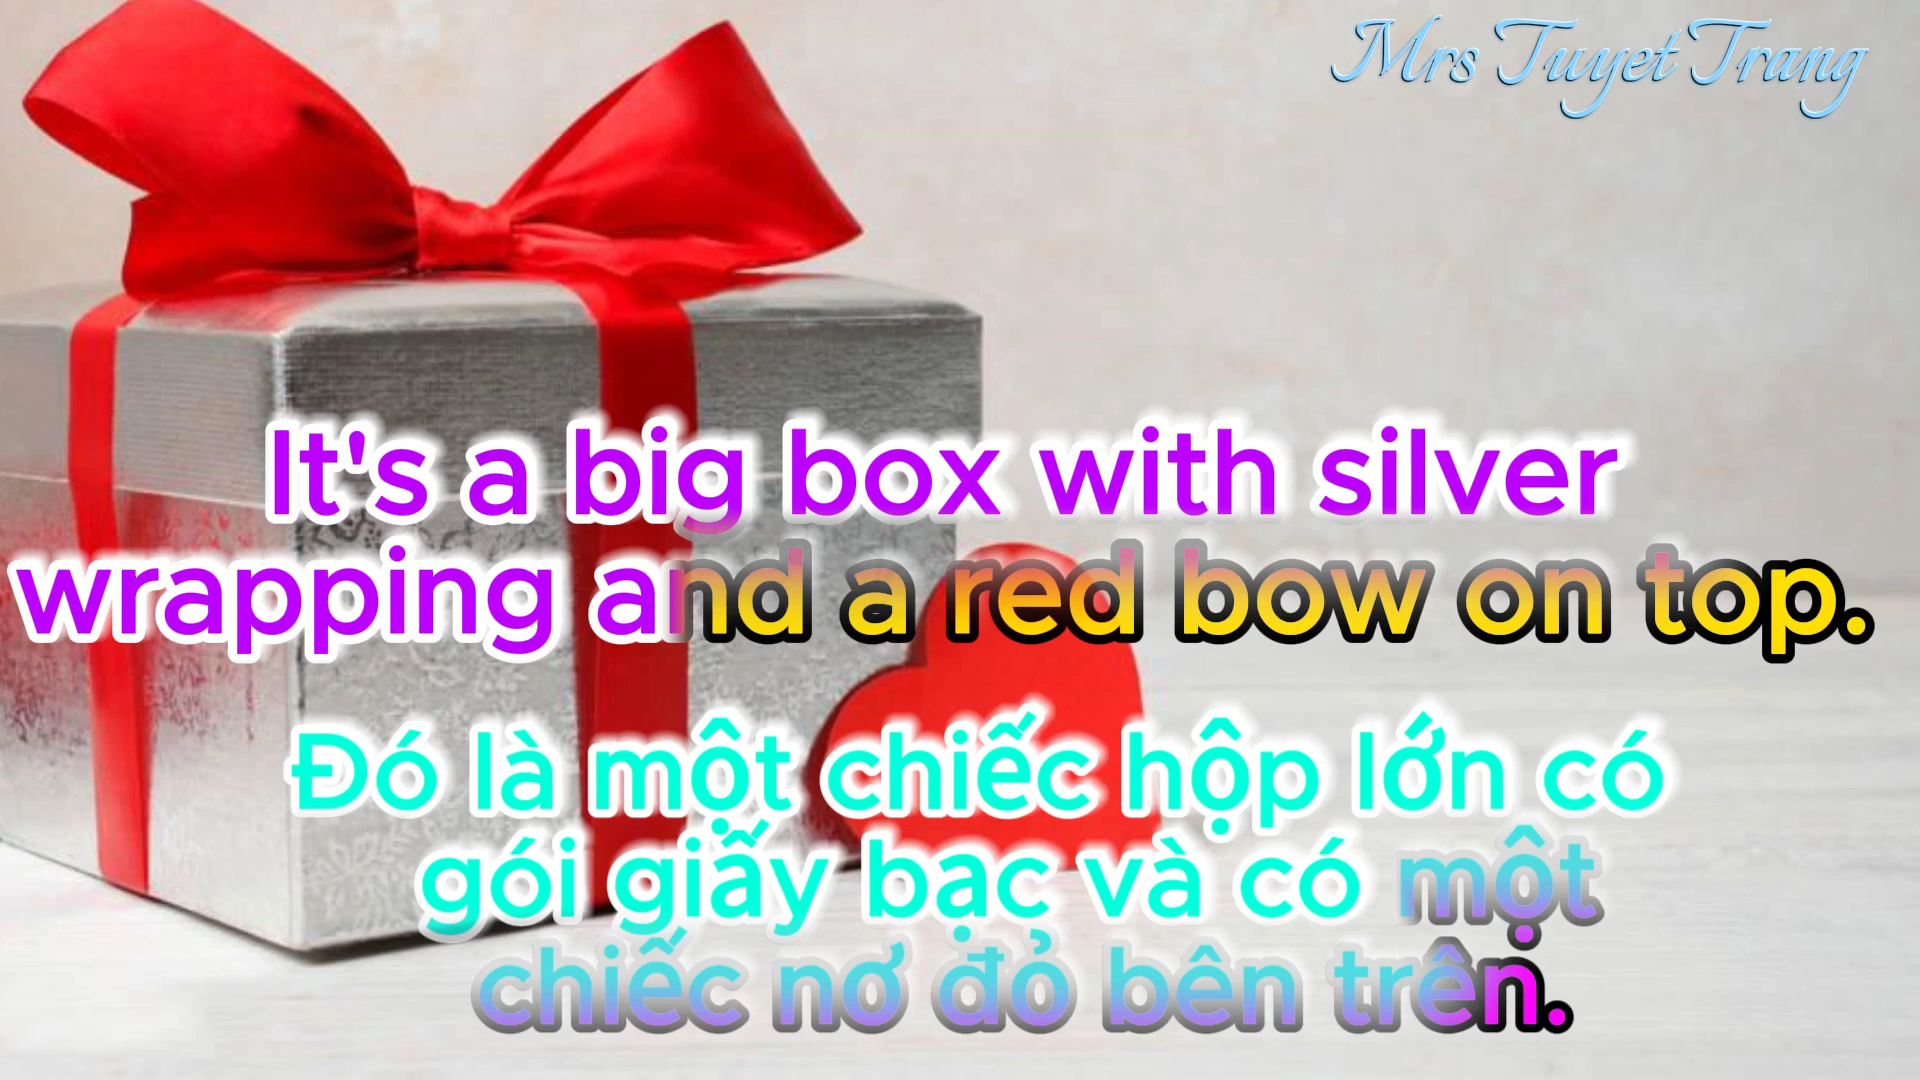 Mrs Tuyet Trang
It's a big box with silver
wrapping and a red bow on top.
Đó là một chiếc hộp lớn có
gói giấy bạc và có một
chiếc nơ đỏ bên trên.